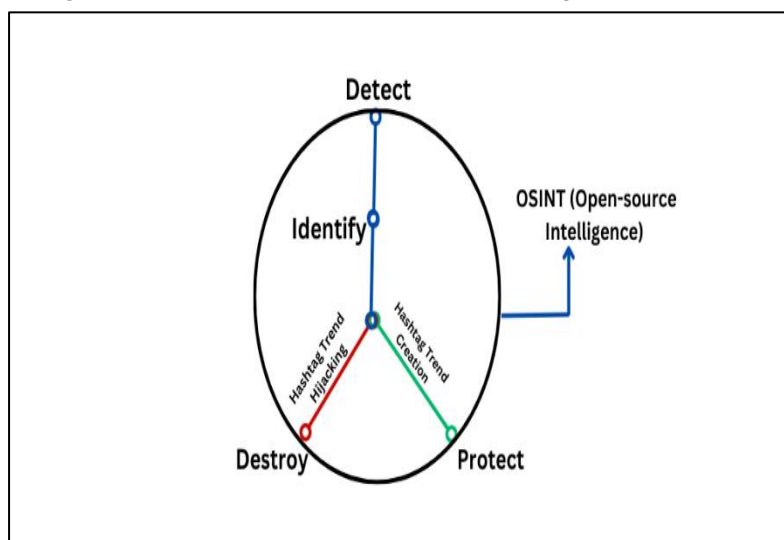 Detect
OSINT (Open-source
Intelligence)
Identify
Hashtag Trend
Hijacking
Hashtag Trend
Creation
Destroy
Protect